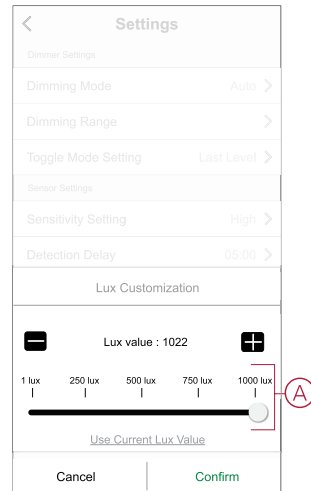 Settings
Dimmer Settings
Dimming Mode Auto
Dimming Range
Toggle Mode Setting Last Level
Sensor Settings
Sensitivity Setting High
Detection Delay 05:00
Lux Customization
Lux value : 1022
1 lux 250 lux 500 lux 750 lux 1000 lux
A
Use Current Lux Value
Cancel Confirm